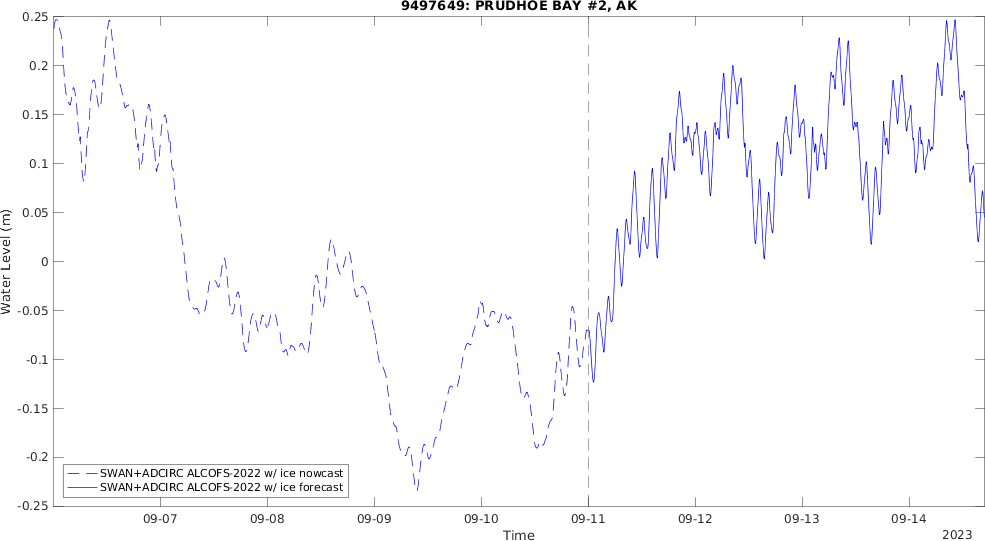 9497649: PRUDHOE BAY #2, AK
0.25
0.2
0.15
0.1
0.05
0
-0.05
-0.1
-0.15
-0.2
-0.25
Water Level (m)
SWAN+ADCIRC ALCOFS-2022 w/ ice nowcast
SWAN+ADCIRC ALCOFS-2022 w/ ice forecast
09-07 09-08 09-09 09-10 09-11 09-12 09-13 09-14
Time
2023